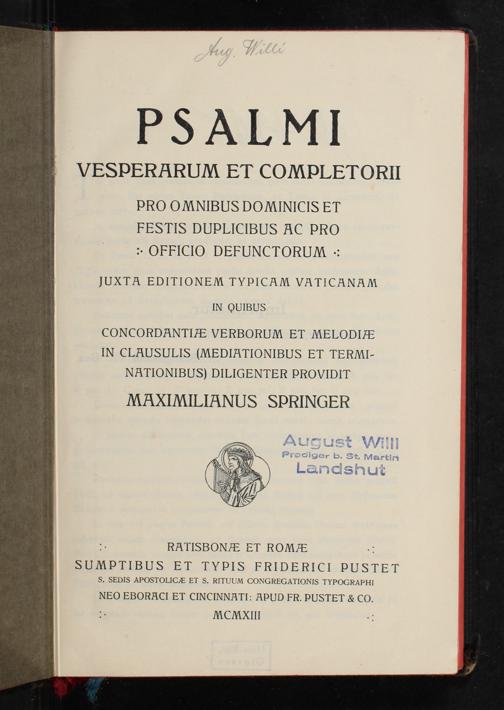 Aug. Willi
PSALMI
VESPERARUM ET COMPLETORII
PRO OMNIBUS DOMINICIS ET
FESTIS DUPLICIBUS AC PRO
:· OFFICIO DEFUNCTORUM ·:
JUXTA EDITIONEM TYPICAM VATICANAM
IN QUIBUS
CONCORDANTIÆ VERBORUM ET MELODIÆ
IN CLAUSULIS (MEDIATIONIBUS ET TERMI-
NATIONIBUS) DILIGENTER PROVIDIT
MAXIMILIANUS SPRINGER
August Willi
Prediger b. St. Martin
Landshut
:· RATISBONÆ ET ROMÆ ·:
SUMPTIBUS ET TYPIS FRIDERICI PUSTET
S. SEDIS APOSTOLICÆ ET S. RITUUM CONGREGATIONIS TYPOGRAPHI
NEO EBORACI ET CINCINNATI: APUD FR. PUSTET & CO.
:· MCMXIII ·: